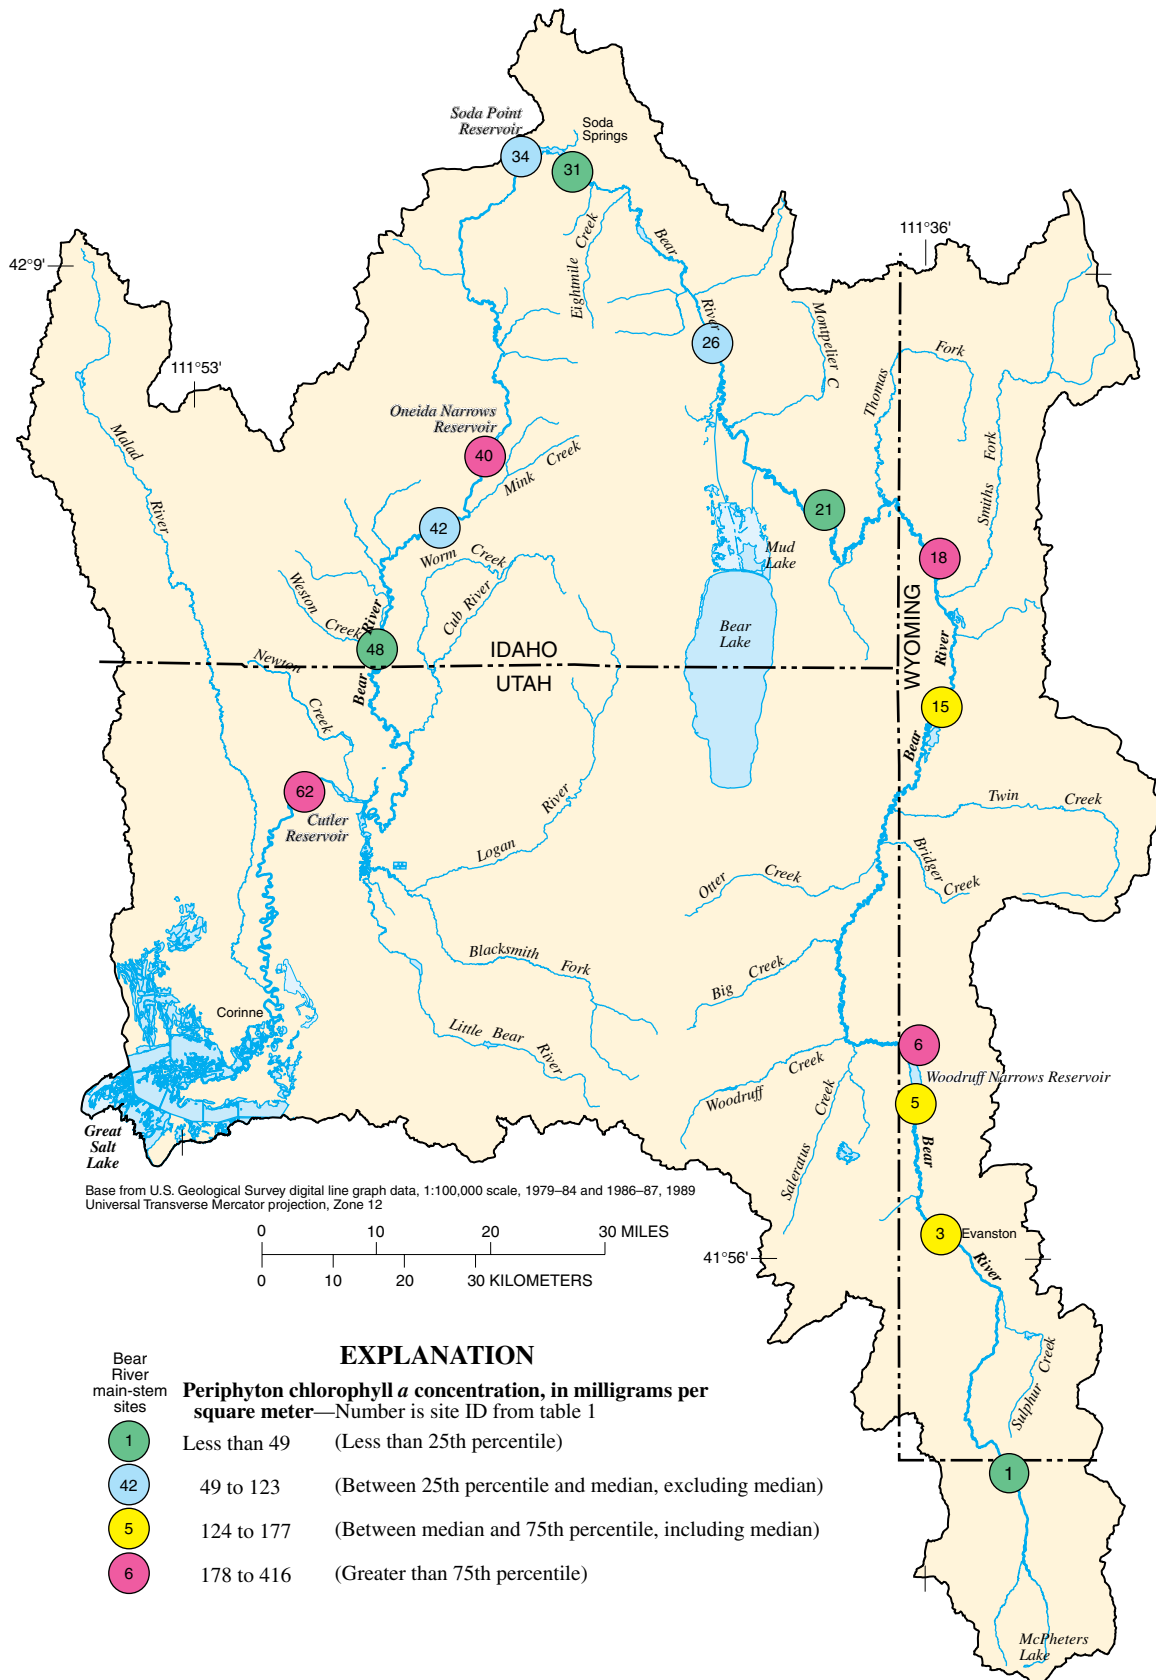 Soda Point
Reservoir
Soda
Springs
34
31
Eightmile Creek
Bear
River
111°36'
42°9'
111°53'
26
Montpelier C
Thomas
Fork
Smiths Fork
Malad
River
Oneida Narrows
Reservoir
40
Mink Creek
42
21
18
Mud
Lake
Worm Creek
Cub River
Weston
Creek
River
48
Bear
Lake
IDAHO
UTAH
WYOMING
River
Newton
Creek
Bear
15
Bear
62
Cutler
Reservoir
Logan
River
Twin Creek
Bridger
Creek
Otter Creek
Blacksmith Fork
Big Creek
Corinne
Little Bear River
6
Woodruff Narrows Reservoir
Woodruff Creek
Saleratus Creek
5
Bear
Great
Salt
Lake
Base from U.S. Geological Survey digital line graph data, 1:100,000 scale, 1979–84 and 1986–87, 1989
Universal Transverse Mercator projection, Zone 12
3
Evanston
River
0 10 20 30 MILES
0 10 20 30 KILOMETERS
41°56'
Sulphur Creek
1
McPheters
Lake
EXPLANATION
Bear
River
main-stem
sites
Periphyton chlorophyll a concentration, in milligrams per
square meter—Number is site ID from table 1
1 Less than 49 (Less than 25th percentile)
42 49 to 123 (Between 25th percentile and median, excluding median)
5 124 to 177 (Between median and 75th percentile, including median)
6 178 to 416 (Greater than 75th percentile)